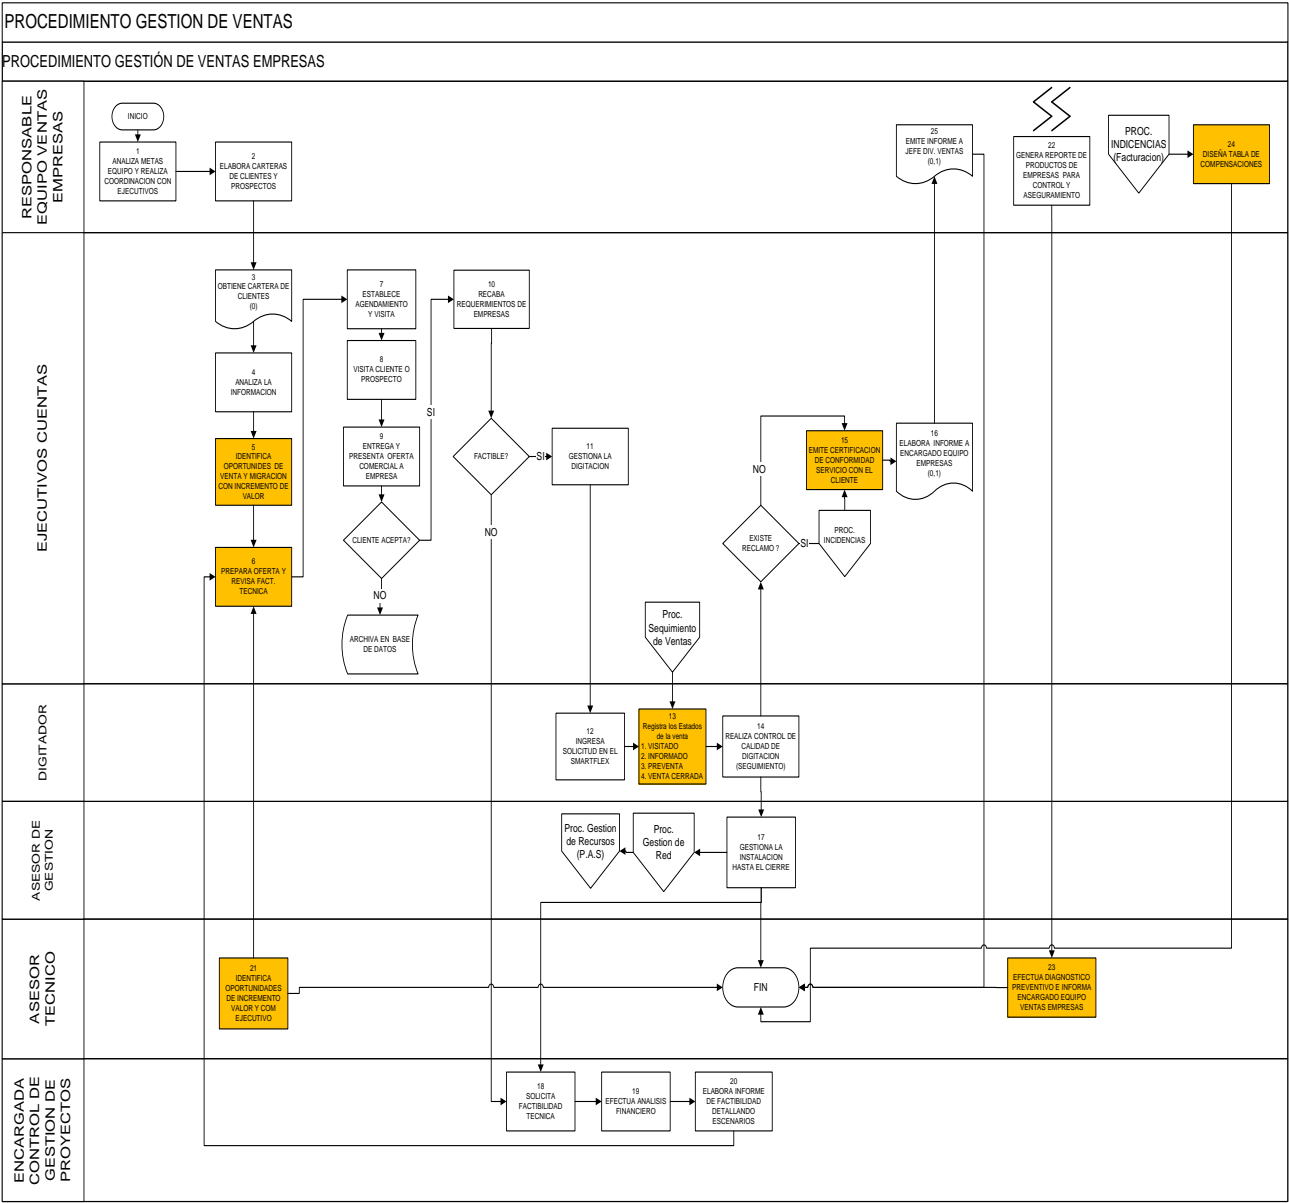 PROCEDIMIENTO GESTION DE VENTAS
PROCEDIMIENTO GESTIÓN DE VENTAS EMPRESAS
RESPONSABLE
EQUIPO VENTAS
EMPRESAS
INICIO
1
ANALIZA METAS
EQUIPO Y REALIZA
COORDINACION CON
EJECUTIVOS
2
ELABORA CARTERAS
DE CLIENTES Y
PROSPECTOS
25
EMITE INFORME A
JEFE DIV. VENTAS
(0,1)
22
GENERA REPORTE DE
PRODUCTOS DE
EMPRESAS PARA
CONTROL Y
ASEGURAMIENTO
PROC.
INDICENCIAS
(Facturacion)
24
DISEÑA TABLA DE
COMPENSACIONES
EJECUTIVOS CUENTAS
3
OBTIENE CARTERA DE
CLIENTES
(0)
4
ANALIZA LA
INFORMACION
5
IDENTIFICA
OPORTUNIDES DE
VENTA Y MIGRACION
CON INCREMENTO DE
VALOR
6
PREPARA OFERTA Y
REVISA FACT.
TECNICA
7
ESTABLECE
AGENDAMIENTO
Y VISITA
8
VISITA CLIENTE O
PROSPECTO
9
ENTREGA Y
PRESENTA OFERTA
COMERCIAL A
EMPRESA
CLIENTE ACEPTA?
SI
NO
ARCHIVA EN BASE
DE DATOS
10
RECABA
REQUERIMIENTOS DE
EMPRESAS
FACTIBLE?
SI
NO
11
GESTIONA LA
DIGITACION
Proc.
Sequimiento
de Ventas
EXISTE
RECLAMO ?
NO
SI
PROC.
INCIDENCIAS
15
EMITE CERTIFICACION
DE CONFORMIDAD
SERVICIO CON EL
CLIENTE
16
ELABORA INFORME A
ENCARGADO EQUIPO
EMPRESAS
(0,1)
DIGITADOR
12
INGRESA
SOLICITUD EN EL
SMARTFLEX
13
Registra los Estados
de la venta
1. VISITADO
2. INFORMADO
3. PREVENTA
4. VENTA CERRADA
14
REALIZA CONTROL DE
CALIDAD DE
DIGITACION
(SEGUIMIENTO)
ASESOR DE
GESTION
Proc. Gestion
de Recursos
(P.A.S)
Proc.
Gestion de
Red
17
GESTIONA LA
INSTALACION
HASTA EL CIERRE
ASESOR
TECNICO
21
IDENTIFICA
OPORTUNIDADES
DE INCREMENTO
VALOR Y COM
EJECUTIVO
FIN
23
EFECTUA DIAGNOSTICO
PREVENTIVO E INFORMA
ENCARGADO EQUIPO
VENTAS EMPRESAS
ENCARGADA
CONTROL DE
GESTION DE
PROYECTOS
18
SOLICITA
FACTIBILIDAD
TECNICA
19
EFECTUA ANALISIS
FINANCIERO
20
ELABORA INFORME
DE FACTIBILIDAD
DETALLANDO
ESCENARIOS